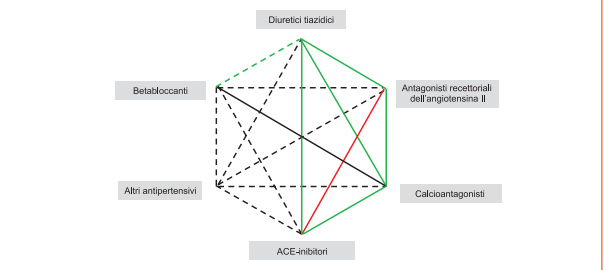 Diuretici tiazidici
Betabloccanti
Antagonisti recettoriali
dell'angiotensina II
Altri antipertensivi
Calcioantagonisti
ACE-inibitori